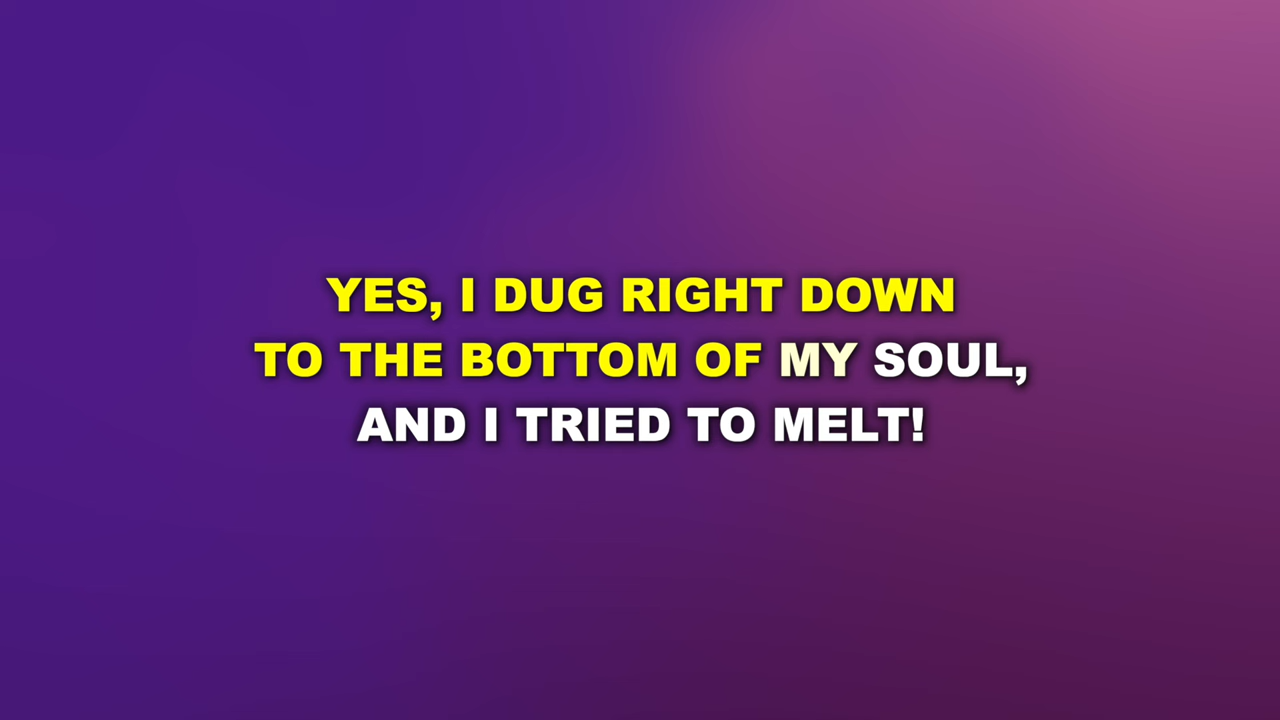 YES, I DUG RIGHT DOWN
TO THE BOTTOM OF MY SOUL,
AND I TRIED TO MELT!